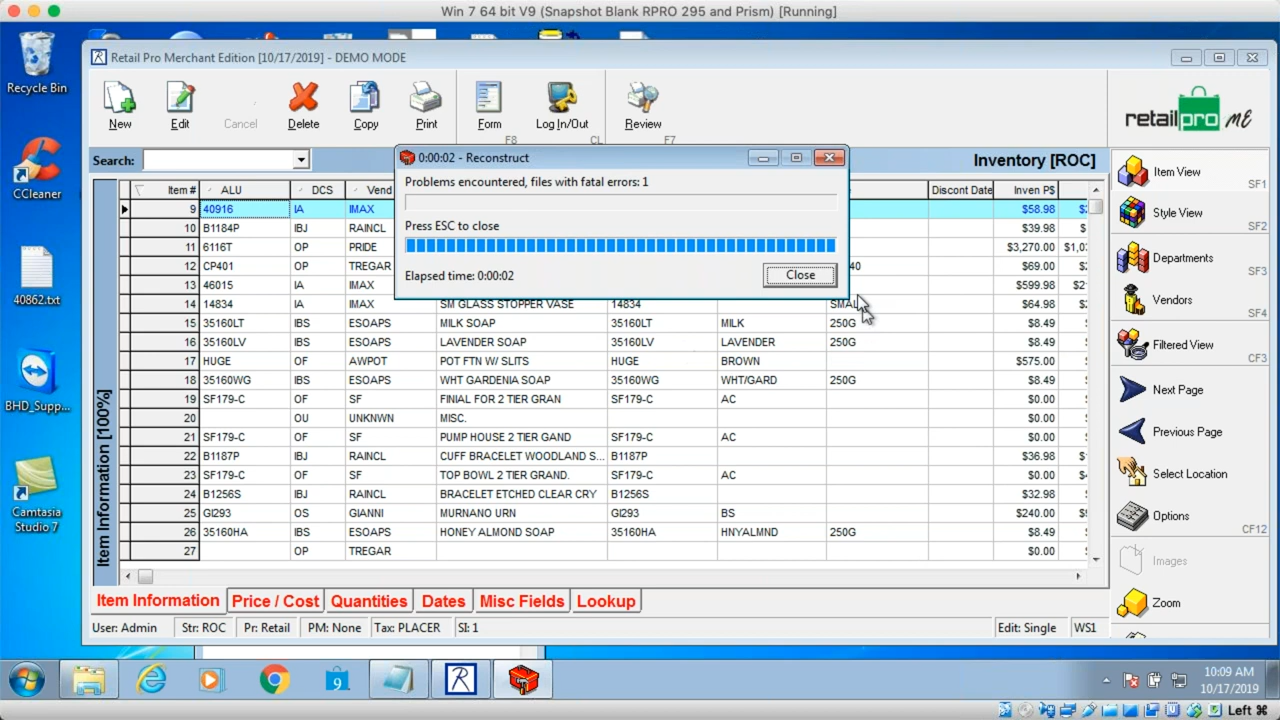 Win 7 64 bit V9 (Snapshot Blank RPRO 295 and Prism) [Running]
Recycle Bin
CCleaner
40862.txt
BHD_Supp...
Camtasia
Studio 7
Retail Pro Merchant Edition [10/17/2019] - DEMO MODE
New Edit Cancel Delete Copy Print Form Log In/Out Review
F8 CL F7
retailpro ME
Search:
Inventory [ROC]
0:00:02 - Reconstruct
Problems encountered, files with fatal errors: 1
Press ESC to close
Elapsed time: 0:00:02
Close
Item # ALU DCS Vend Discont Date Inven P$
9 40916 IA IMAX $58.98
10 B1184P IBJ RAINCL $39.98
11 6116T OP PRIDE $3,270.00
12 CP401 OP TREGAR $69.00
13 46015 IA IMAX $599.98
14 14834 IA IMAX SM GLASS STOPPER VASE 14834 $64.98
15 35160LT IBS ESOAPS MILK SOAP 35160LT MILK 250G $8.49
16 35160LV IBS ESOAPS LAVENDER SOAP 35160LV LAVENDER 250G $8.49
17 HUGE OF AWPOT POT FTN W/ SLITS HUGE BROWN $575.00
18 35160WG IBS ESOAPS WHT GARDENIA SOAP 35160WG WHT/GARD 250G $8.49
19 SF179-C OF SF FINIAL FOR 2 TIER GRAN SF179-C AC $0.00
20 OU UNKNWN MISC. $0.00
21 SF179-C OF SF PUMP HOUSE 2 TIER GAND SF179-C AC $0.00
22 B1187P IBJ RAINCL CUFF BRACELET WOODLAND S... B1187P $36.98
23 SF179-C OF SF TOP BOWL 2 TIER GRAND. SF179-C AC $0.00
24 B1256S IBJ RAINCL BRACELET ETCHED CLEAR CRY B1256S $32.98
25 GI293 OS GIANNI MURNANO URN GI293 BS $240.00
26 35160HA IBS ESOAPS HONEY ALMOND SOAP 35160HA HNYALMND 250G $8.49
27 OP TREGAR $0.00
Item Information [100%]
Item Information Price / Cost Quantities Dates Misc Fields Lookup
User: Admin Str: ROC Pr: Retail PM: None Tax: PLACER SI: 1 Edit: Single WS1
Item View
SF1
Style View
SF2
Departments
SF3
Vendors
SF4
Filtered View
CF3
Next Page
Previous Page
Select Location
Options
CF12
Images
Zoom
9
10:09 AM
10/17/2019
Left ⌘